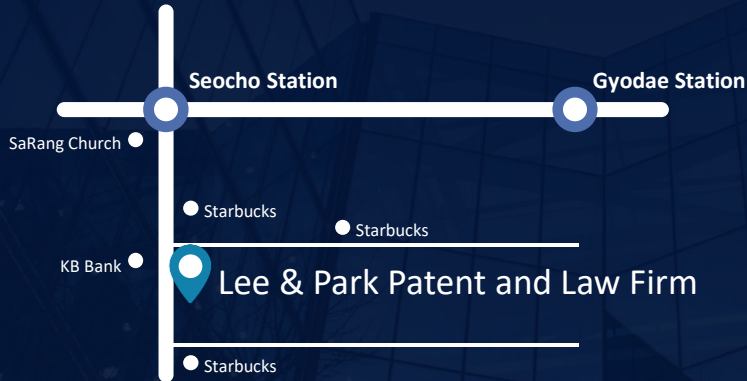 Seocho Station
Gyodae Station
SaRang Church
Starbucks
Starbucks
KB Bank
Lee & Park Patent and Law Firm
Starbucks